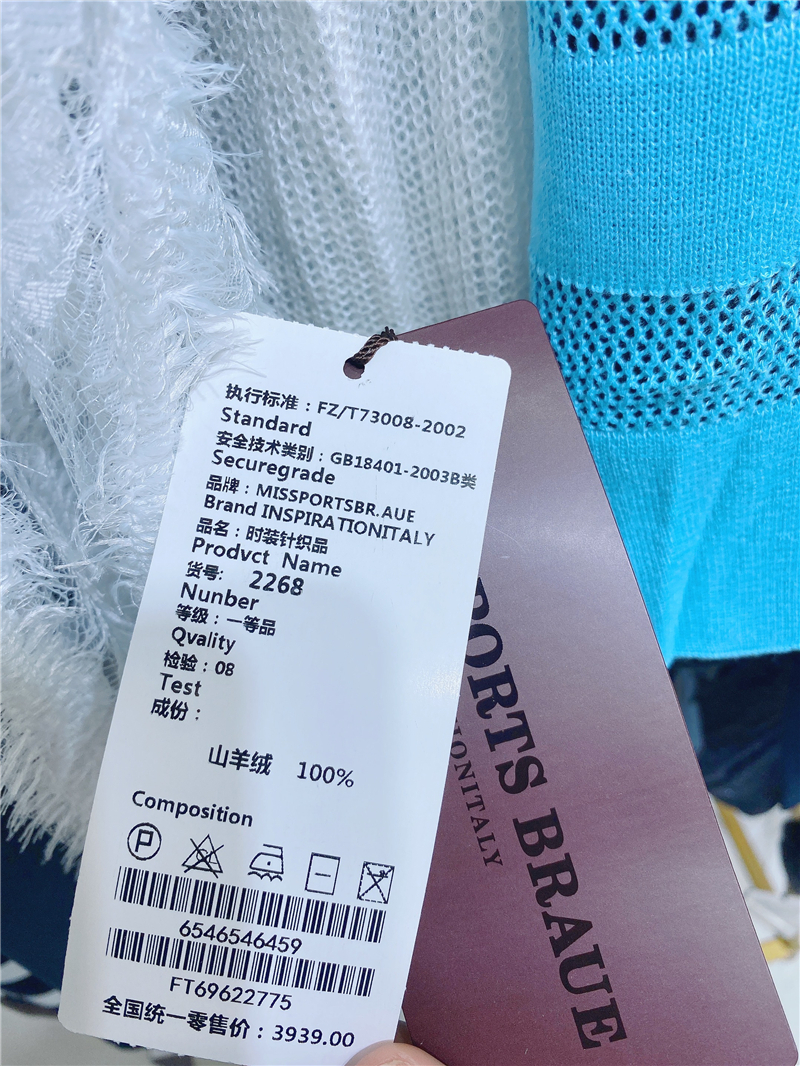 执行标准：FZ/T73008-2002
Standard
安全技术类别：GB18401-2003B类
Securegrade
品牌：MISSPORTSBR.AUE
Brand INSPIRATIONITALY
品名：时装针织品
Prodvct Name
货号: 2268
Nunber
等级：一等品
Qvality
检验：08
Test
成份：
山羊绒 100%
Composition
P
CL
6546546459
FT69622775
全国统一零售价：3939.00
PORTS BRAUE
IONITALY